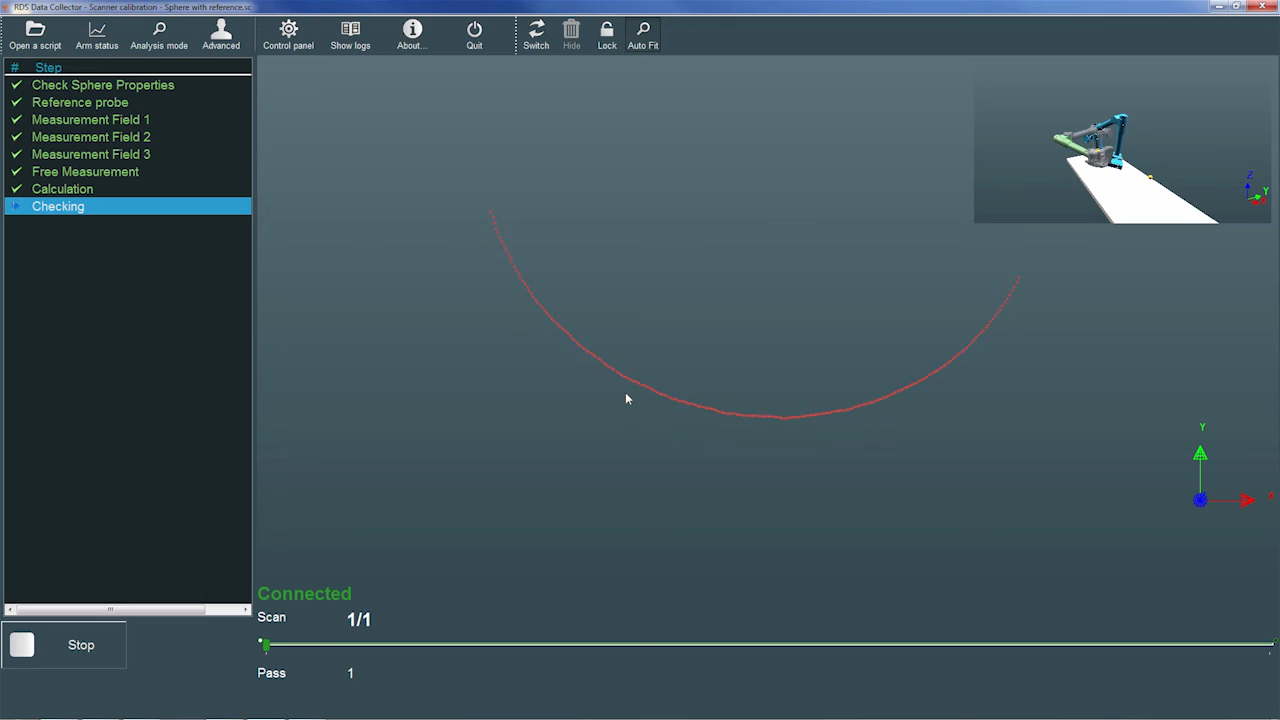 RDS Data Collector - Scanner calibration - Sphere with reference.sc
Open a script
Arm status
Analysis mode
Advanced
Control panel
Show logs
About...
Quit
Switch
Hide
Lock
Auto Fit
# Step
Check Sphere Properties
Reference probe
Measurement Field 1
Measurement Field 2
Measurement Field 3
Free Measurement
Calculation
Checking
Z
Y
Y
X
Connected
Scan 1/1
Stop
Pass 1